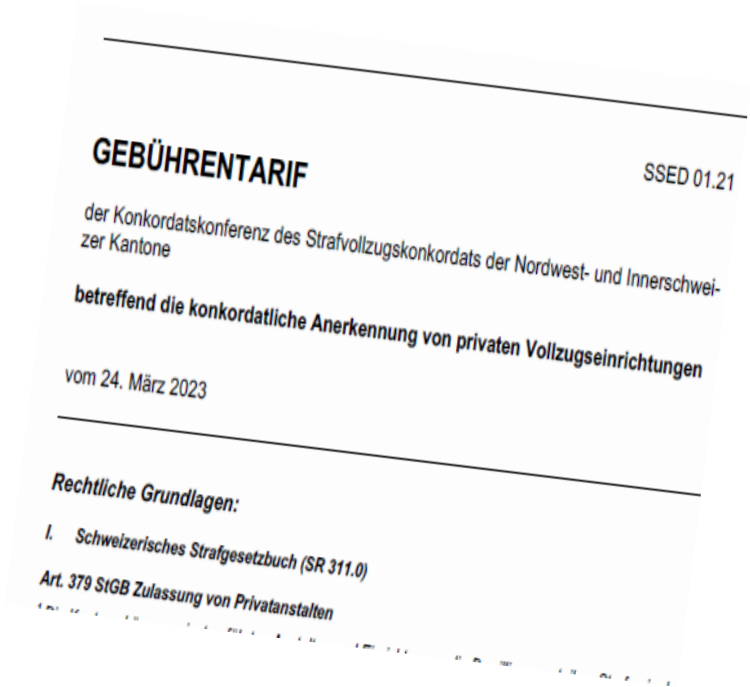 GEBÜHRENTARIF
SSED 01.21
der Konkordatskonferenz des Strafvollzugskonkordats der Nordwest- und Innerschwei-
zer Kantone
betreffend die konkordatliche Anerkennung von privaten Vollzugseinrichtungen
vom 24. März 2023
Rechtliche Grundlagen:
I. Schweizerisches Strafgesetzbuch (SR 311.0)
Art. 379 StGB Zulassung von Privatanstalten